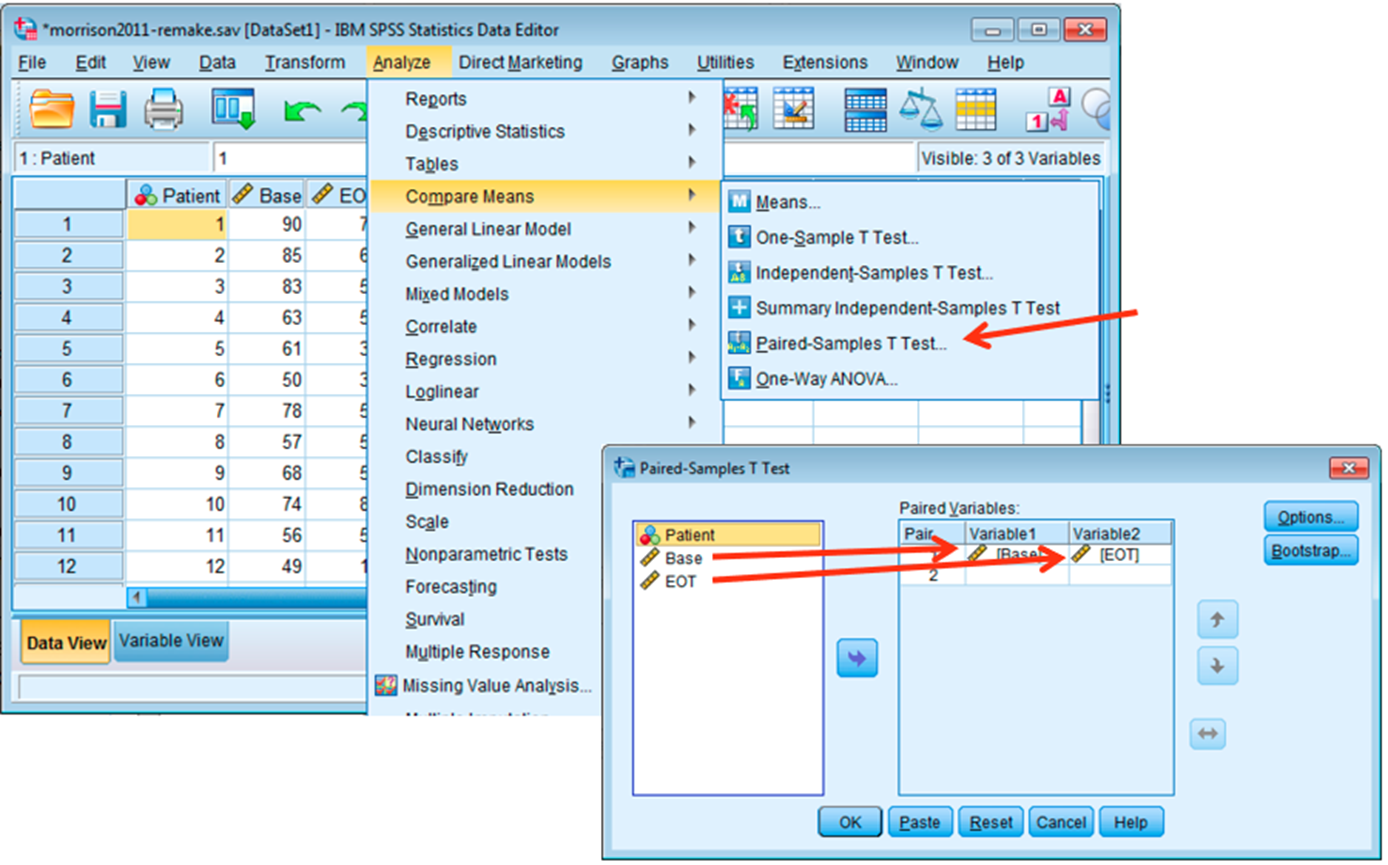 *morrison2011-remake.sav [DataSet1] - IBM SPSS Statistics Data Editor
File Edit View Data Transform Analyze Direct Marketing Graphs Utilities Extensions Window Help
1 : Patient 1 Visible: 3 of 3 Variables
Patient Base EO
1 1 90 7
2 2 85 6
3 3 83 5
4 4 63 5
5 5 61 3
6 6 50 3
7 7 78 5
8 8 57 5
9 9 68 5
10 10 74 8
11 11 56 5
12 12 49 1
Data View Variable View
Reports
Descriptive Statistics
Tables
Compare Means
General Linear Model
Generalized Linear Models
Mixed Models
Correlate
Regression
Loglinear
Neural Networks
Classify
Dimension Reduction
Scale
Nonparametric Tests
Forecasting
Survival
Multiple Response
Missing Value Analysis...
Means...
One-Sample T Test...
Independent-Samples T Test...
Summary Independent-Samples T Test
Paired-Samples T Test...
One-Way ANOVA...
Paired-Samples T Test
Patient
Base
EOT
Paired Variables:
Pair Variable1 Variable2
1 [Base] [EOT]
2
Options...
Bootstrap...
OK Paste Reset Cancel Help